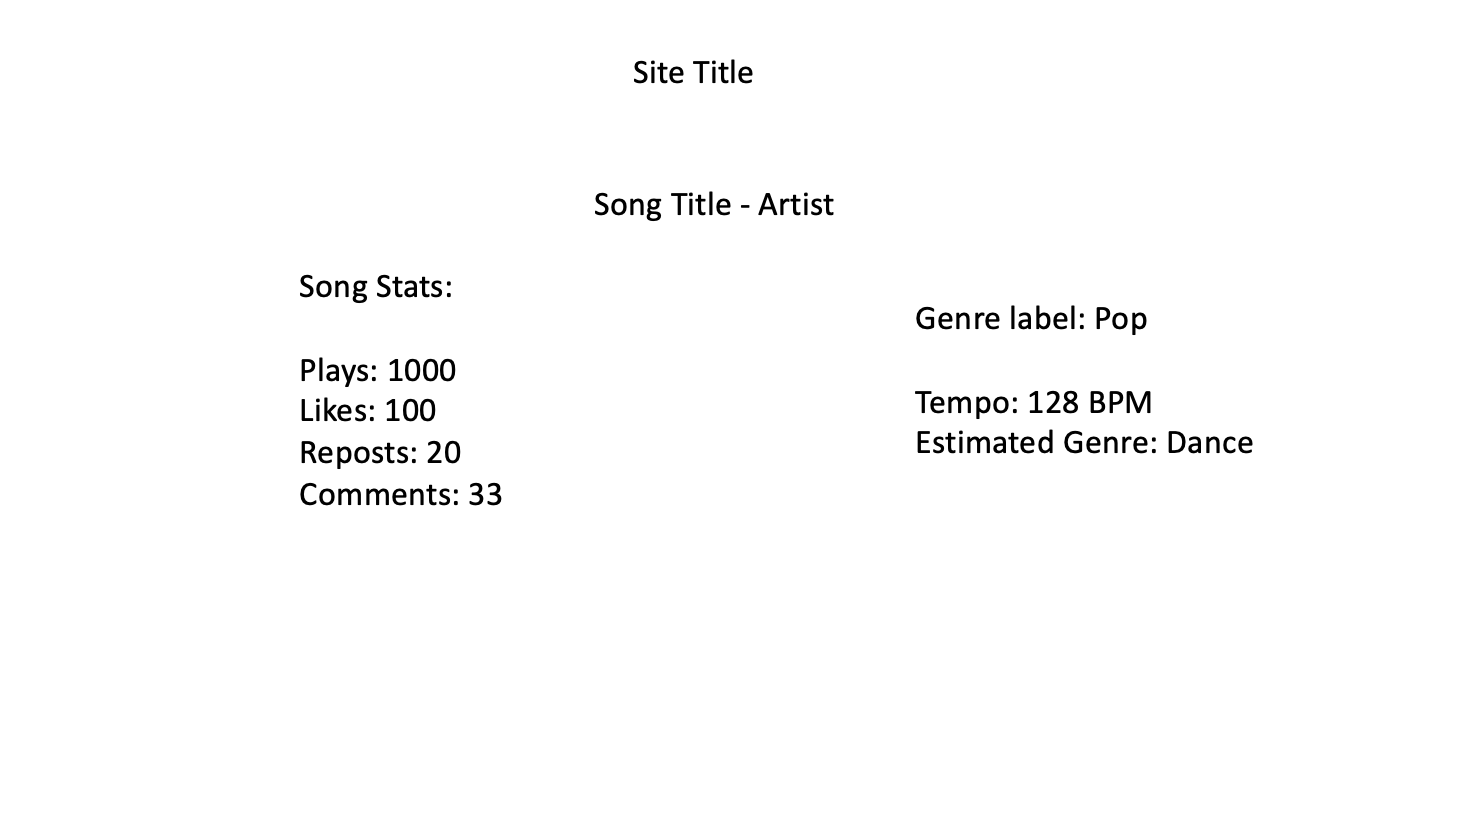 Site Title
Song Title - Artist
Song Stats:
Plays: 1000
Likes: 100
Reposts: 20
Comments: 33
Genre label: Pop
Tempo: 128 BPM
Estimated Genre: Dance